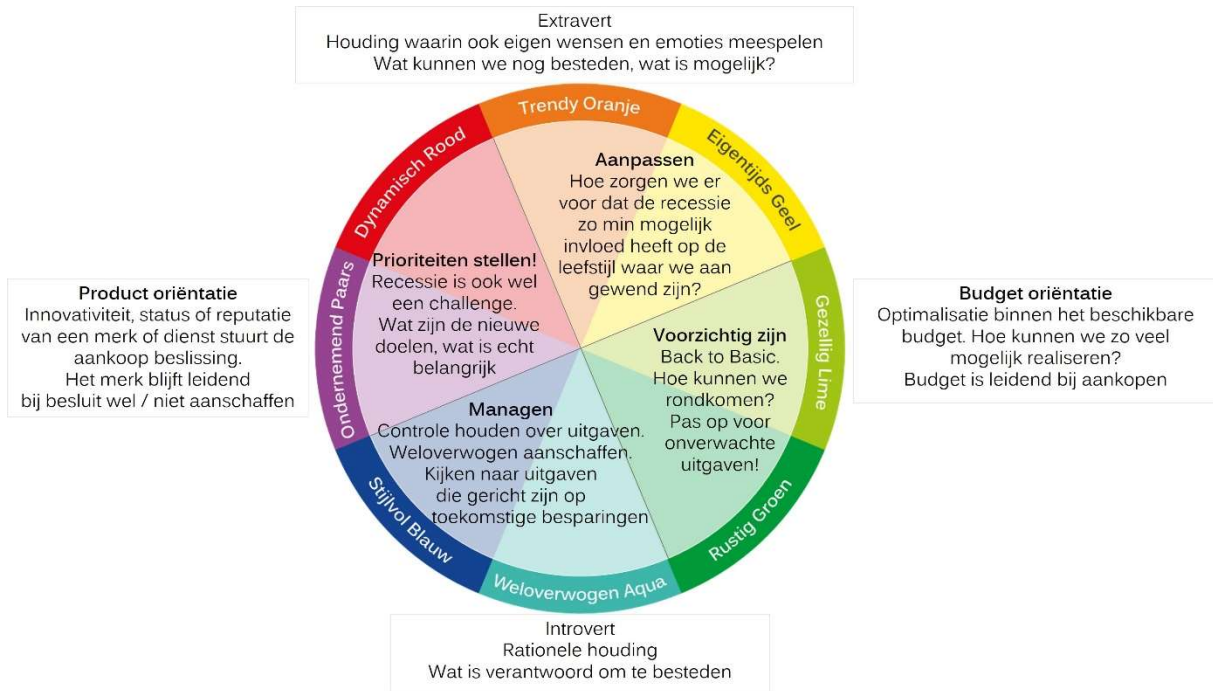 Extravert
Houding waarin ook eigen wensen en emoties meespelen
Wat kunnen we nog besteden, wat is mogelijk?
Trendy Oranje
Dynamisch Rood
Eigentijds Geel
Aanpassen
Hoe zorgen we er
voor dat de recessie
zo min mogelijk
invloed heeft op de
leefstijl waar we aan
gewend zijn?
Prioriteiten stellen!
Recessie is ook wel
een challenge.
Wat zijn de nieuwe
doelen, wat is echt
belangrijk
Ondernemend Paars
Gezellig Lime
Product oriëntatie
Innovativiteit, status of reputatie
van een merk of dienst stuurt de
aankoop beslissing.
Het merk blijft leidend
bij besluit wel / niet aanschaffen
Budget oriëntatie
Optimalisatie binnen het beschikbare
budget. Hoe kunnen we zo veel
mogelijk realiseren?
Budget is leidend bij aankopen
Voorzichtig zijn
Back to Basic.
Hoe kunnen we
rondkomen?
Pas op voor
onverwachte
uitgaven!
Managen
Controle houden over uitgaven.
Weloverwogen aanschaffen.
Kijken naar uitgaven
die gericht zijn op
toekomstige besparingen
Stijlvol Blauw
Rustig Groen
Weloverwogen Aqua
Introvert
Rationele houding
Wat is verantwoord om te besteden